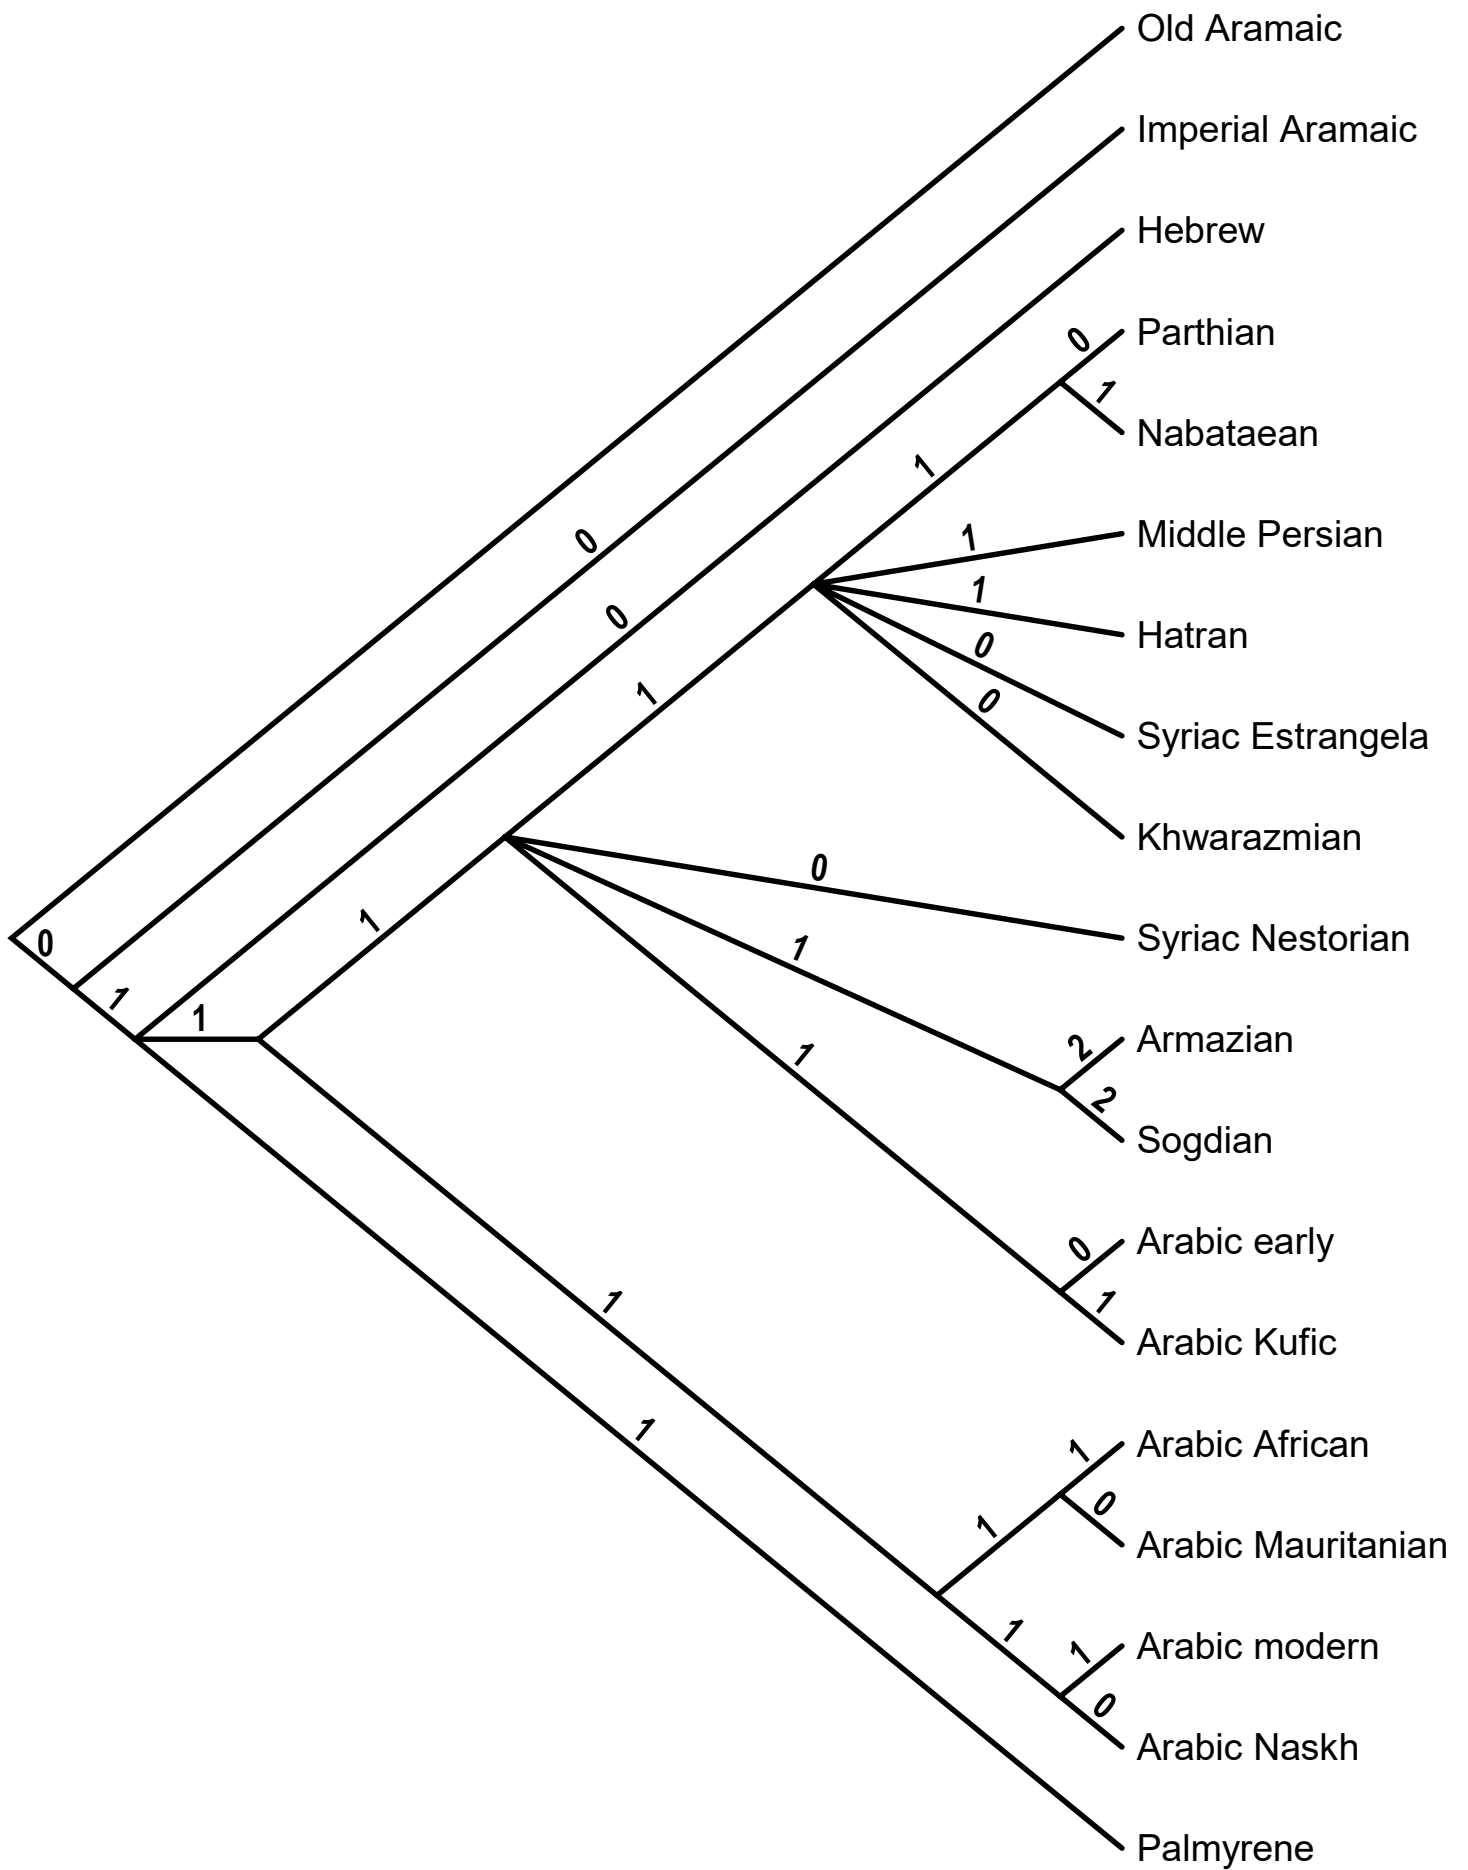 Old Aramaic
Imperial Aramaic
Hebrew
0
Parthian
1
Nabataean
1
1
Middle Persian
0
1
Hatran
0
0
Syriac Estrangela
1
0
Khwarazmian
0
1
Syriac Nestorian
0
1
1
1
2
Armazian
1
2
Sogdian
0
Arabic early
1
1
Arabic Kufic
1
1
Arabic African
1
0
Arabic Mauritanian
1
1
Arabic modern
0
Arabic Naskh
Palmyrene